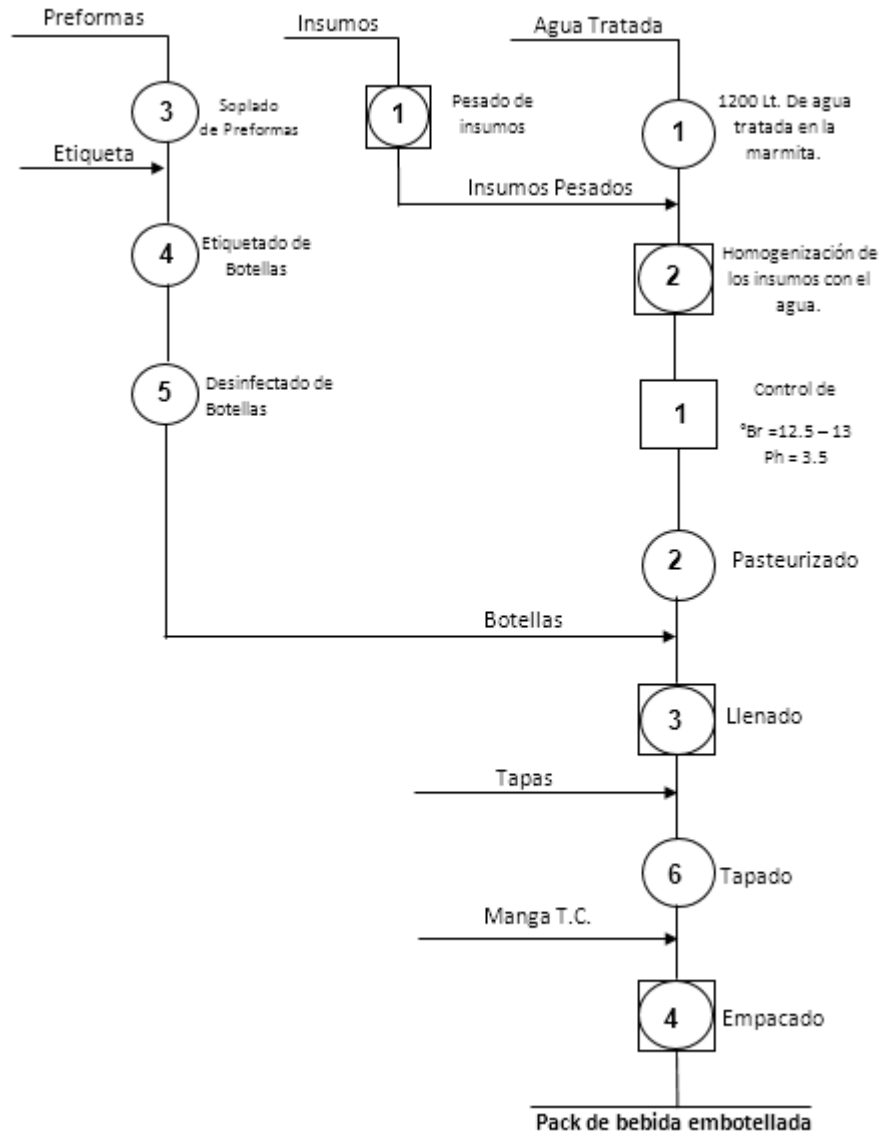 Preformas
Insumos
Agua Tratada
3
Soplado
de Preformas
1
Pesado de
insumos
1
1200 Lt. De agua
tratada en la
marmita.
Etiqueta
Insumos Pesados
4
Etiquetado de
Botellas
2
Homogenización de
los insumos con el
agua.
5
Desinfectado de
Botellas
1
Control de
°Br =12.5 – 13
Ph = 3.5
2
Pasteurizado
Botellas
3
Llenado
Tapas
6
Tapado
Manga T.C.
4
Empacado
Pack de bebida embotellada